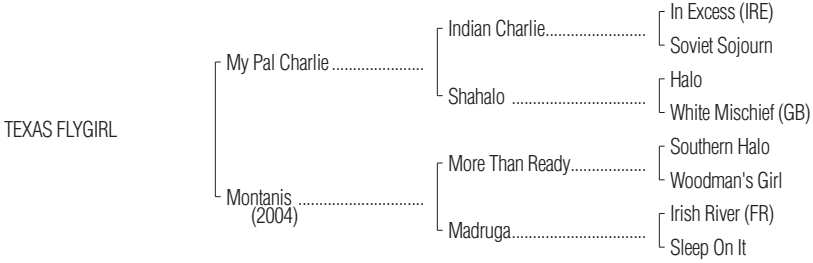 In Excess (IRE)
Indian Charlie........................
Soviet Sojourn
My Pal Charlie ......................
Halo
Shahalo ................................
White Mischief (GB)
TEXAS FLYGIRL
Southern Halo
More Than Ready..................
Woodman's Girl
Montanis ..............................
(2004)
Irish River (FR)
Madruga................................
Sleep On It